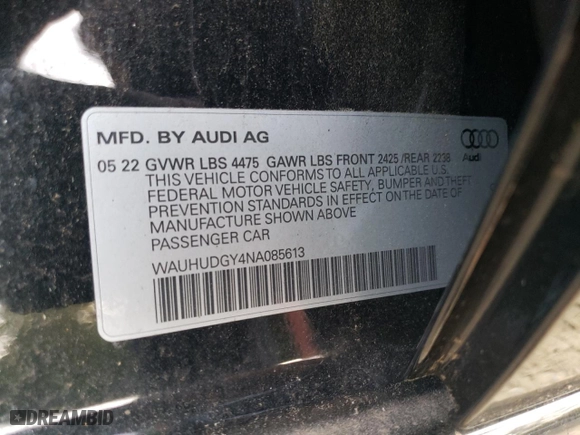 MFD. BY AUDI AG
05 22 GVWR LBS 4475 GAWR LBS FRONT 2425 /REAR 2238
Audi
THIS VEHICLE CONFORMS TO ALL APPLICABLE U.S.
FEDERAL MOTOR VEHICLE SAFETY, BUMPER AND THEFT
PREVENTION STANDARDS IN EFFECT ON THE DATE OF
MANUFACTURE SHOWN ABOVE
PASSENGER CAR
WAUHUDGY4NA085613
DREAMBID